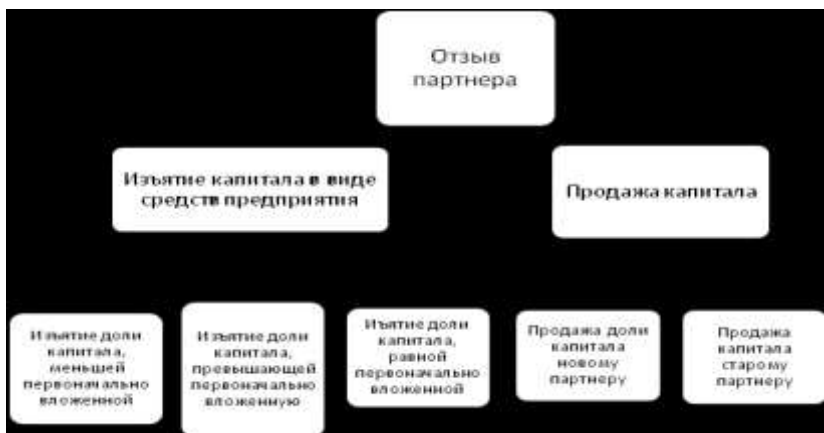 Отзыв
партнера
Изъятие капитала в виде
средств предприятия
Продажа капитала
Изъятие доли
капитала,
меньшей
первоначально
вложенной
Изъятие доли
капитала,
превышающей
первоначально
вложенную
Иъятие доли
капитала,
равной
первоначально
вложенной
Продажа доли
капитала
новому
партнеру
Продажа
капитала
старому
партнеру